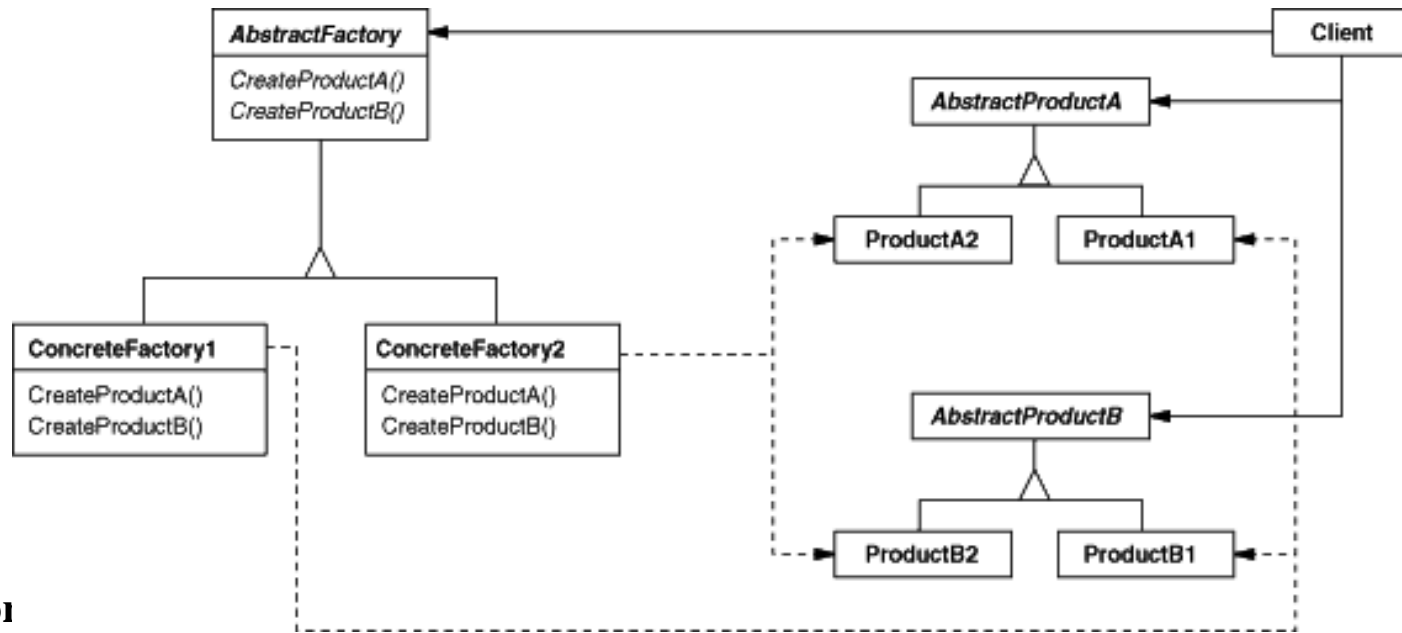 AbstractFactory
CreateProductA()
CreateProductB()
Client
AbstractProductA
ProductA2
ProductA1
ConcreteFactory1
CreateProductA()
CreateProductB()
ConcreteFactory2
CreateProductA()
CreateProductB()
AbstractProductB
ProductB2
ProductB1